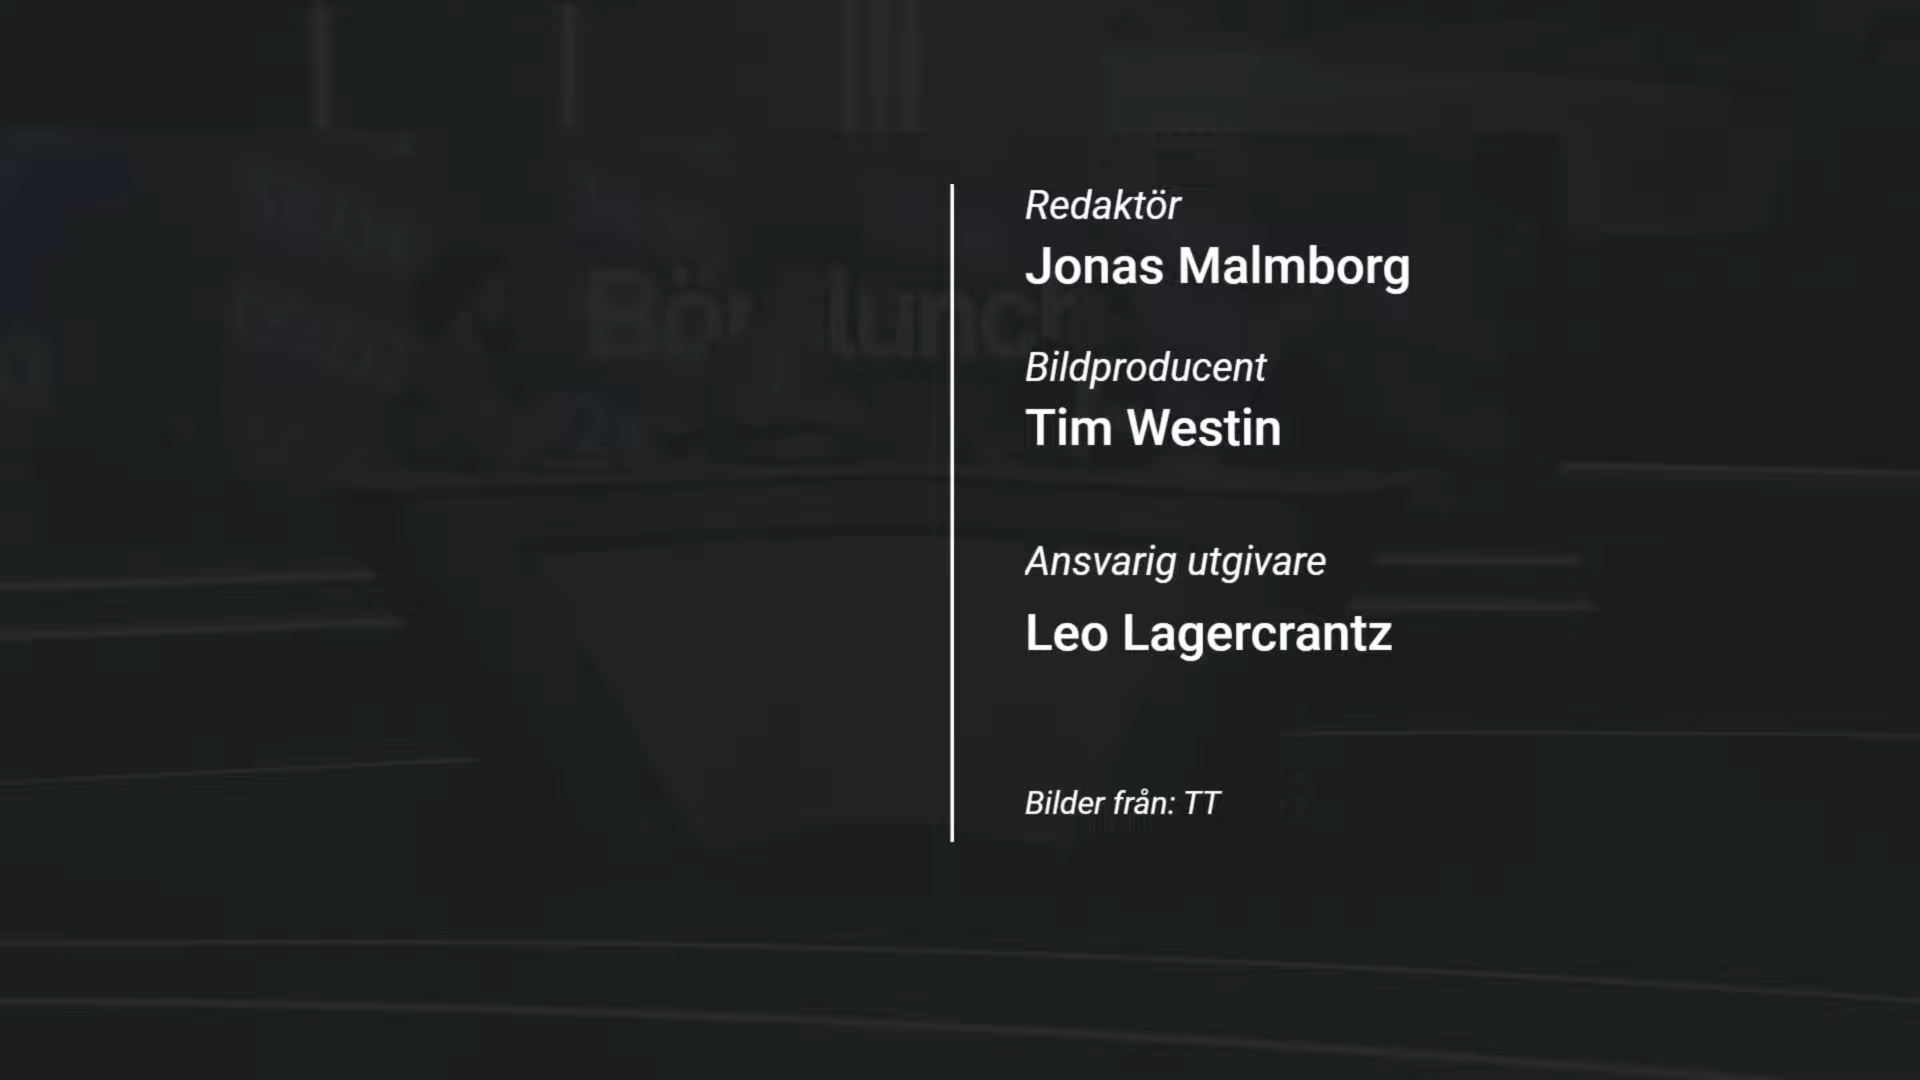 Redaktör
Jonas Malmborg
Bildproducent
Tim Westin
Ansvarig utgivare
Leo Lagercrantz
Bilder från: TT